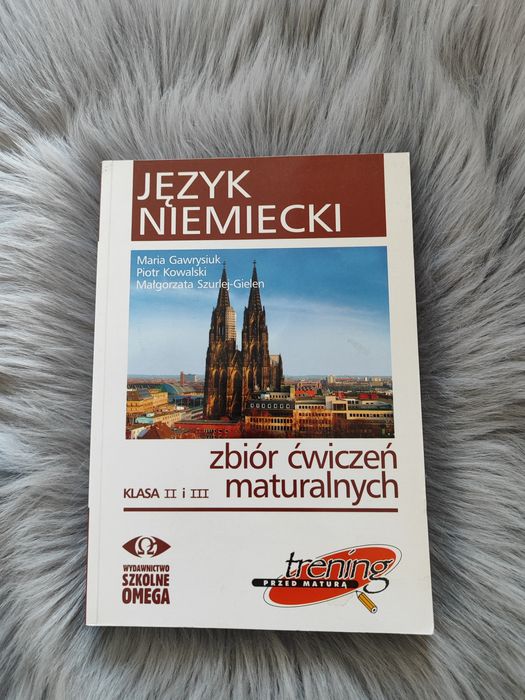 JĘZYK
NIEMIECKI
Maria Gawrysiuk
Piotr Kowalski
Małgorzata Szurlej-Gielen
zbiór ćwiczeń
KLASA II i III maturalnych
WYDAWNICTWO
SZKOLNE
OMEGA
trening
PRZED MATURĄ